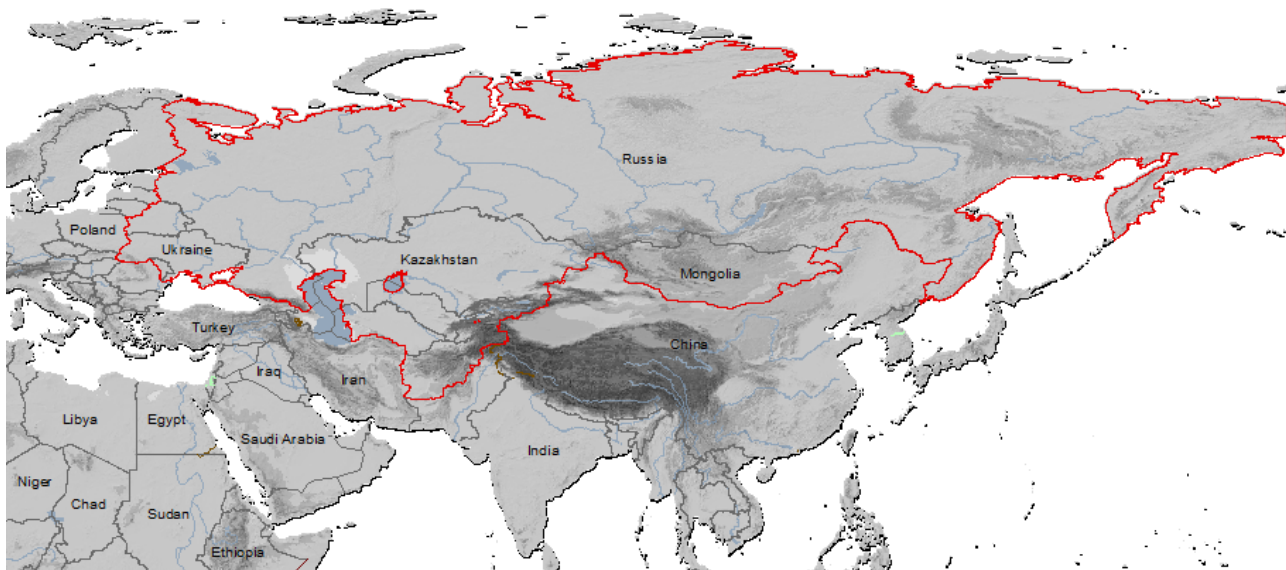 Russia
Poland
Ukraine
Kazakhstan
Mongolia
Turkey
China
Iraq
Iran
Libya
Egypt
Saudi Arabia
India
Niger
Chad
Sudan
Ethiopia